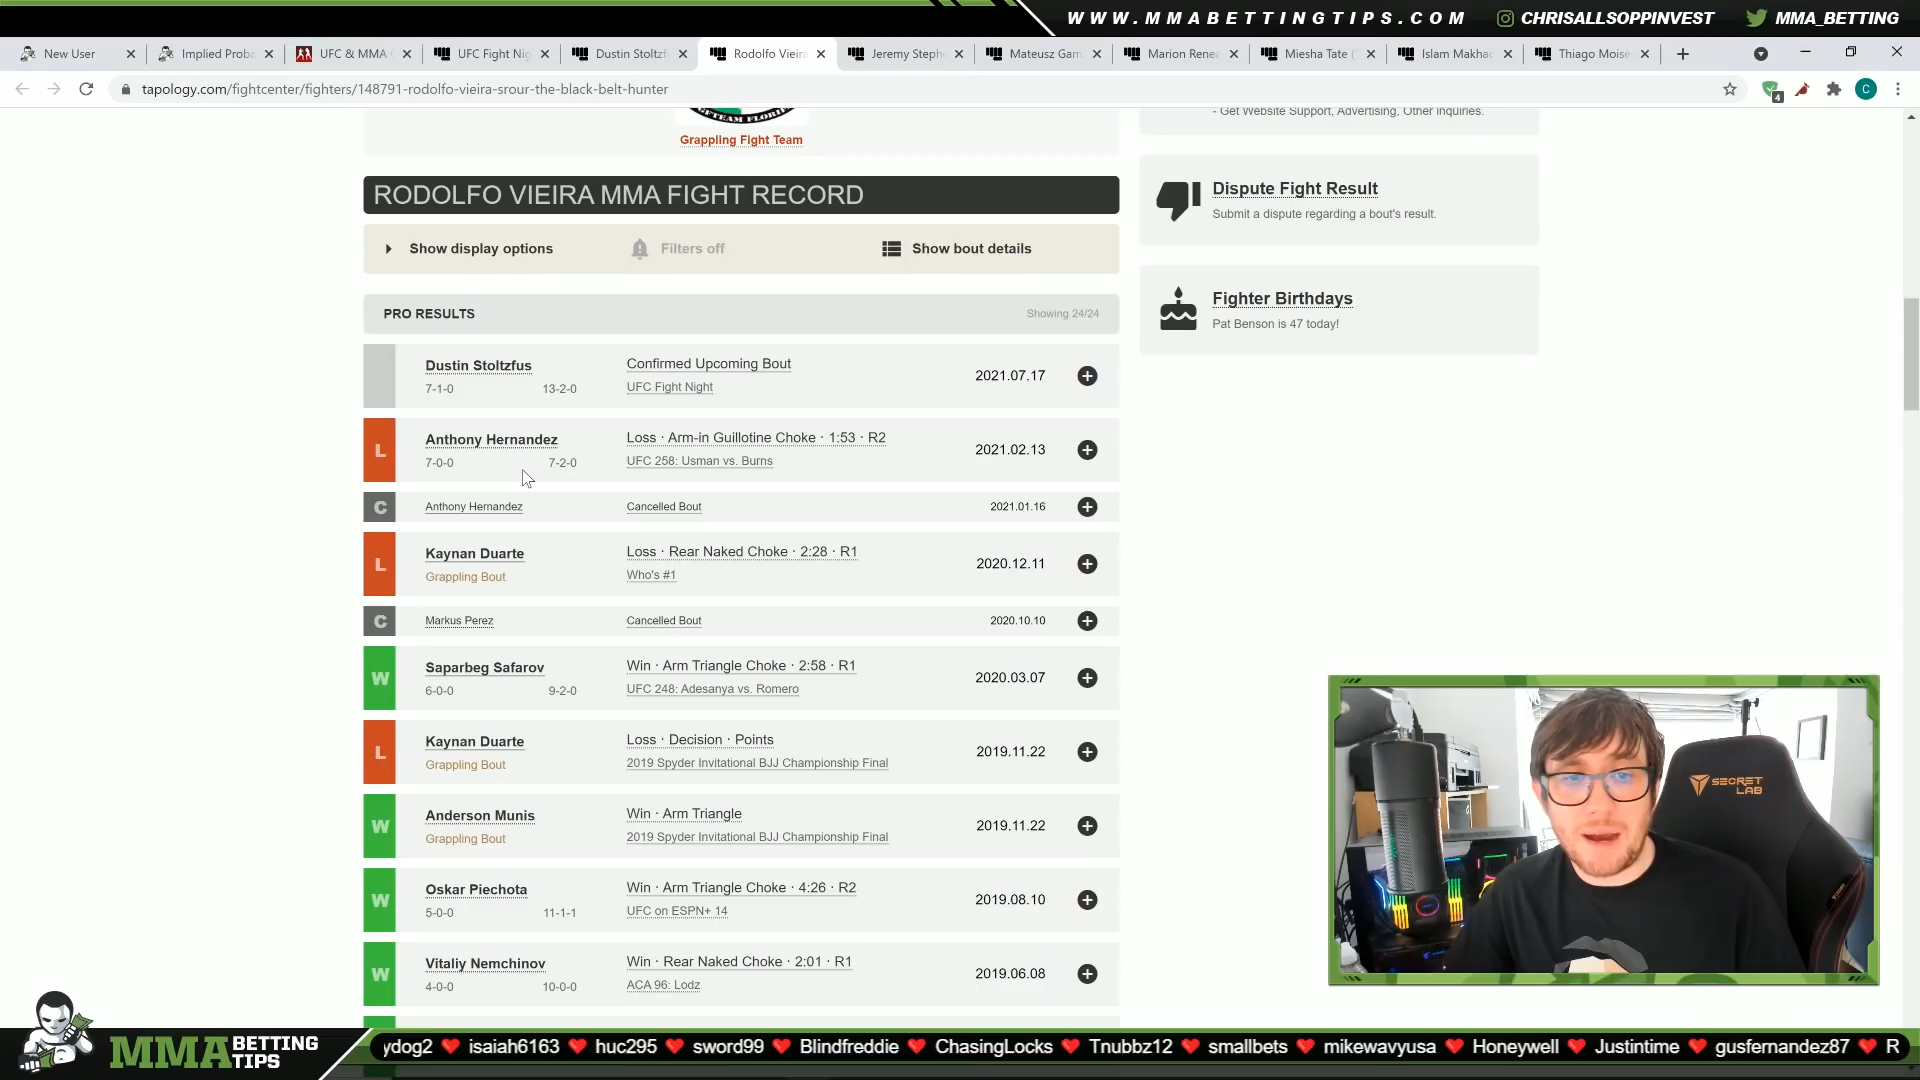 WWW.MMABETTINGTIPS.COM CHRISALLSOPPINVEST MMA_BETTING
New User Implied Proba UFC & MMA UFC Fight Nig Dustin Stoltzf Rodolfo Vieira Jeremy Steph Mateusz Gam Marion Renea Miesha Tate ( Islam Makhac Thiago Moise
tapology.com/fightcenter/fighters/148791-rodolfo-vieira-srour-the-black-belt-hunter 4 C
- Get Website Support, Advertising, Other Inquiries.
Grappling Fight Team
RODOLFO VIEIRA MMA FIGHT RECORD
Show display options Filters off Show bout details
PRO RESULTS Showing 24/24
Dustin Stoltzfus Confirmed Upcoming Bout 2021.07.17
7-1-0 13-2-0 UFC Fight Night
L Anthony Hernandez Loss · Arm-in Guillotine Choke · 1:53 · R2 2021.02.13
7-0-0 7-2-0 UFC 258: Usman vs. Burns
C Anthony Hernandez Cancelled Bout 2021.01.16
L Kaynan Duarte Loss · Rear Naked Choke · 2:28 · R1 2020.12.11
Grappling Bout Who's #1
C Markus Perez Cancelled Bout 2020.10.10
W Saparbeg Safarov Win · Arm Triangle Choke · 2:58 · R1 2020.03.07
6-0-0 9-2-0 UFC 248: Adesanya vs. Romero
L Kaynan Duarte Loss · Decision · Points 2019.11.22
Grappling Bout 2019 Spyder Invitational BJJ Championship Final
W Anderson Munis Win · Arm Triangle 2019.11.22
Grappling Bout 2019 Spyder Invitational BJJ Championship Final
W Oskar Piechota Win · Arm Triangle Choke · 4:26 · R2 2019.08.10
5-0-0 11-1-1 UFC on ESPN+ 14
W Vitaliy Nemchinov Win · Rear Naked Choke · 2:01 · R1 2019.06.08
4-0-0 10-0-0 ACA 96: Lodz
Dispute Fight Result
Submit a dispute regarding a bout's result.
Fighter Birthdays
Pat Benson is 47 today!
SECRET
LAB
MMA BETTING
TIPS
ydog2 isaiah6163 huc295 sword99 Blindfreddie ChasingLocks Tnubbz12 smallbets mikewavyusa Honeywell Justintime gusfernandez87 R